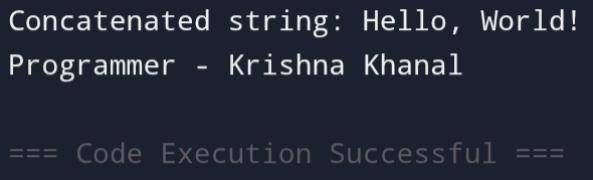 Concatenated string: Hello, World!
Programmer - Krishna Khanal
=== Code Execution Successful ===